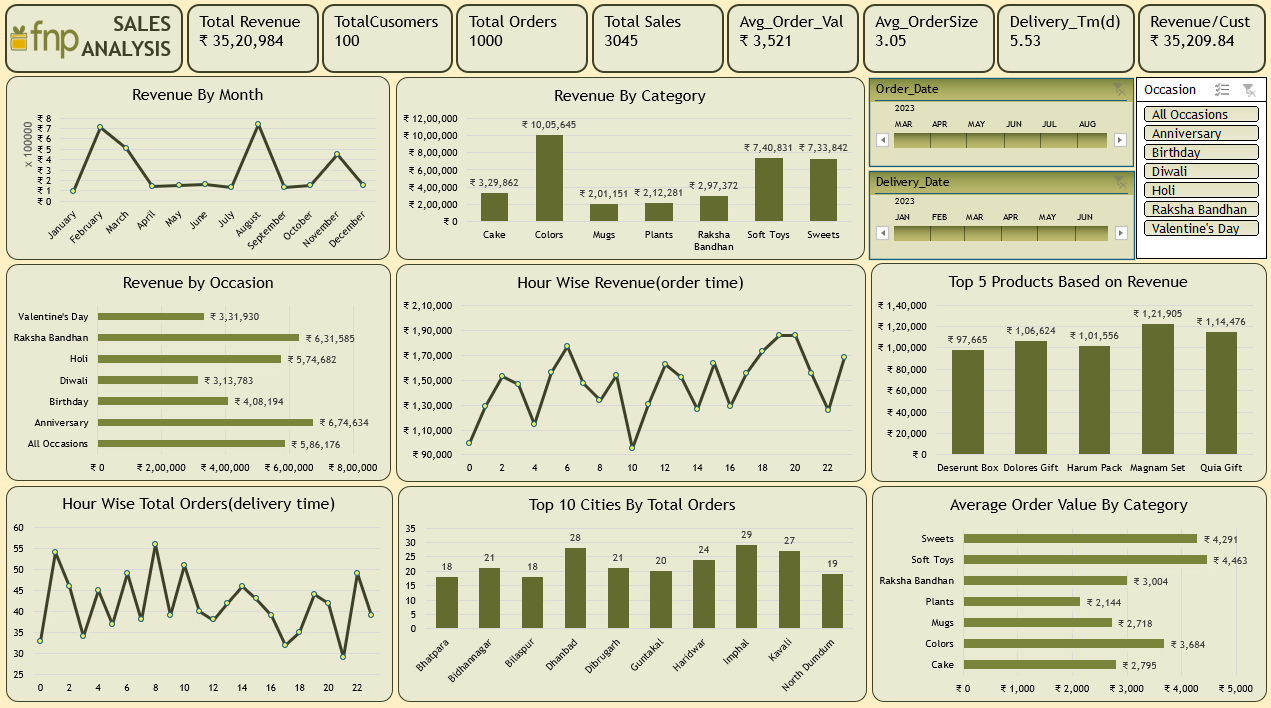 fnp
SALES
ANALYSIS
Total Revenue
₹ 35,20,984
TotalCusomers
100
Total Orders
1000
Total Sales
3045
Avg_Order_Val
₹ 3,521
Avg_OrderSize
3.05
Delivery_Tm(d)
5.53
Revenue/Cust
₹ 35,209.84
Revenue By Month
x 100000
₹ 8
₹ 7
₹ 6
₹ 5
₹ 4
₹ 3
₹ 2
₹ 1
₹ 0
January February March April May June July August September October November December
Revenue By Category
₹ 12,00,000
₹ 10,00,000
₹ 8,00,000
₹ 6,00,000
₹ 4,00,000
₹ 2,00,000
₹ 0
₹ 3,29,862 ₹ 10,05,645 ₹ 2,01,151 ₹ 2,12,281 ₹ 2,97,372 ₹ 7,40,831 ₹ 7,33,842
Cake Colors Mugs Plants Raksha Bandhan Soft Toys Sweets
Order_Date
2023
MAR APR MAY JUN JUL AUG
Delivery_Date
2023
JAN FEB MAR APR MAY JUN
Occasion
All Occasions
Anniversary
Birthday
Diwali
Holi
Raksha Bandhan
Valentine's Day
Revenue by Occasion
Valentine's Day ₹ 3,31,930
Raksha Bandhan ₹ 6,31,585
Holi ₹ 5,74,682
Diwali ₹ 3,13,783
Birthday ₹ 4,08,194
Anniversary ₹ 6,74,634
All Occasions ₹ 5,86,176
₹ 0 ₹ 2,00,000 ₹ 4,00,000 ₹ 6,00,000 ₹ 8,00,000
Hour Wise Revenue(order time)
₹ 2,10,000
₹ 1,90,000
₹ 1,70,000
₹ 1,50,000
₹ 1,30,000
₹ 1,10,000
₹ 90,000
0 2 4 6 8 10 12 14 16 18 20 22
Top 5 Products Based on Revenue
₹ 1,40,000
₹ 1,20,000
₹ 1,00,000
₹ 80,000
₹ 60,000
₹ 40,000
₹ 20,000
₹ 0
₹ 97,665 ₹ 1,06,624 ₹ 1,01,556 ₹ 1,21,905 ₹ 1,14,476
Deserunt Box Dolores Gift Harum Pack Magnam Set Quia Gift
Hour Wise Total Orders(delivery time)
60
55
50
45
40
35
30
25
0 2 4 6 8 10 12 14 16 18 20 22
Top 10 Cities By Total Orders
35
30
25
20
15
10
5
0
18 21 18 28 21 20 24 29 27 19
Bhatpara Bidhannagar Bilaspur Dhanbad Dibrugarh Guntakal Haridwar Imphal Kavali North Dumdum
Average Order Value By Category
Sweets ₹ 4,291
Soft Toys ₹ 4,463
Raksha Bandhan ₹ 3,004
Plants ₹ 2,144
Mugs ₹ 2,718
Colors ₹ 3,684
Cake ₹ 2,795
₹ 0 ₹ 1,000 ₹ 2,000 ₹ 3,000 ₹ 4,000 ₹ 5,000